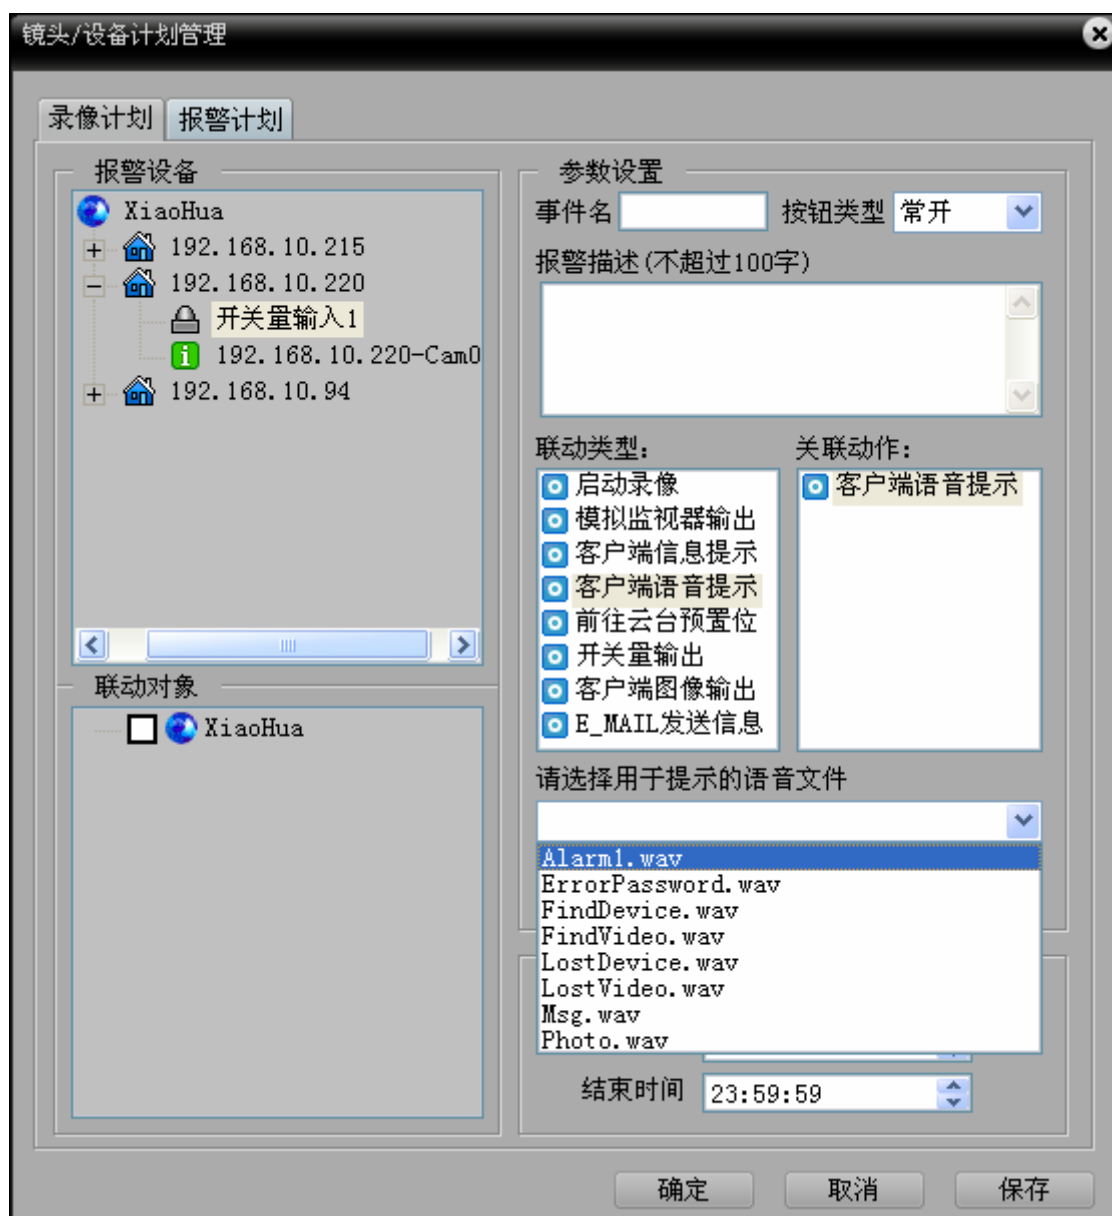 镜头/设备计划管理
录像计划 报警计划
报警设备
XiaoHua
192.168.10.215
192.168.10.220
开关量输入1
192.168.10.220-Cam0
192.168.10.94
联动对象
XiaoHua
参数设置
事件名 按钮类型 常开
报警描述(不超过100字)
联动类型:
启动录像
模拟监视器输出
客户端信息提示
客户端语音提示
前往云台预置位
开关量输出
客户端图像输出
E_MAIL发送信息
关联动作:
客户端语音提示
请选择用于提示的语音文件
Alarm1.wav
ErrorPassword.wav
FindDevice.wav
FindVideo.wav
LostDevice.wav
LostVideo.wav
Msg.wav
Photo.wav
结束时间 23:59:59
确定 取消 保存